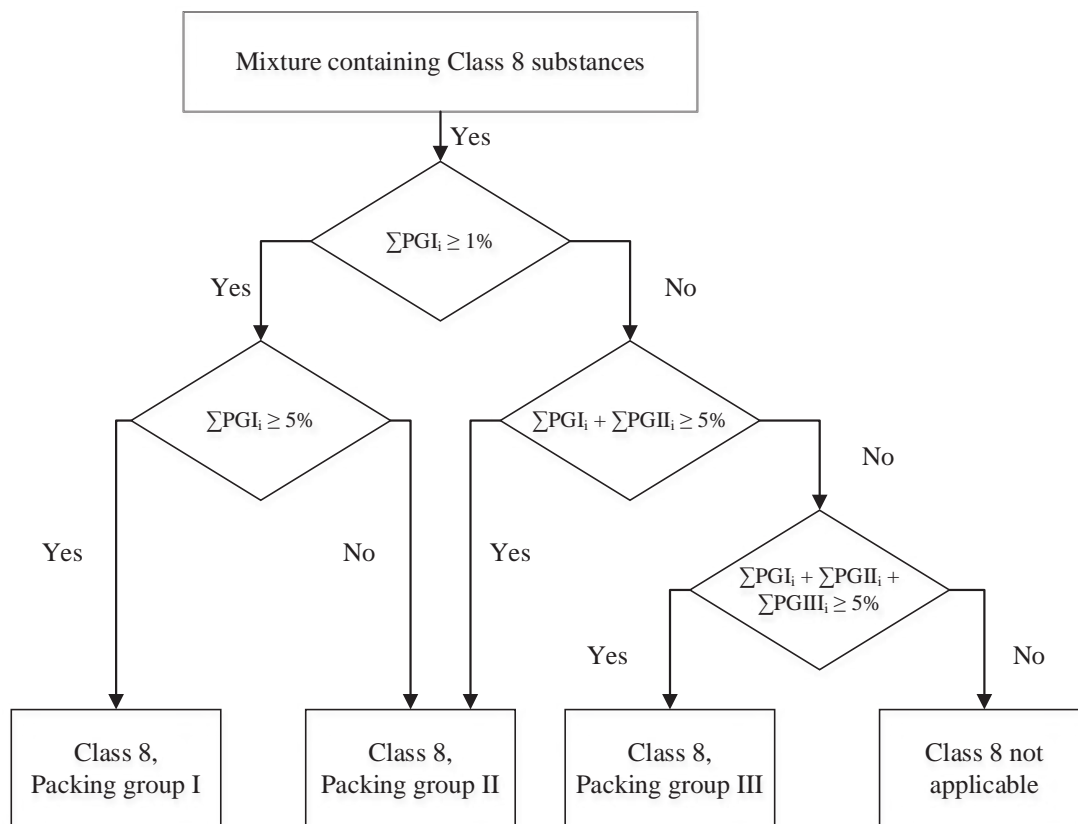 Mixture containing Class 8 substances
Yes
∑PGIᵢ ≥ 1%
Yes
No
∑PGIᵢ ≥ 5%
∑PGIᵢ + ∑PGIIᵢ ≥ 5%
No
Yes
No
Yes
∑PGIᵢ + ∑PGIIᵢ +
∑PGIIIᵢ ≥ 5%
Yes
No
Class 8,
Packing group I
Class 8,
Packing group II
Class 8,
Packing group III
Class 8 not
applicable